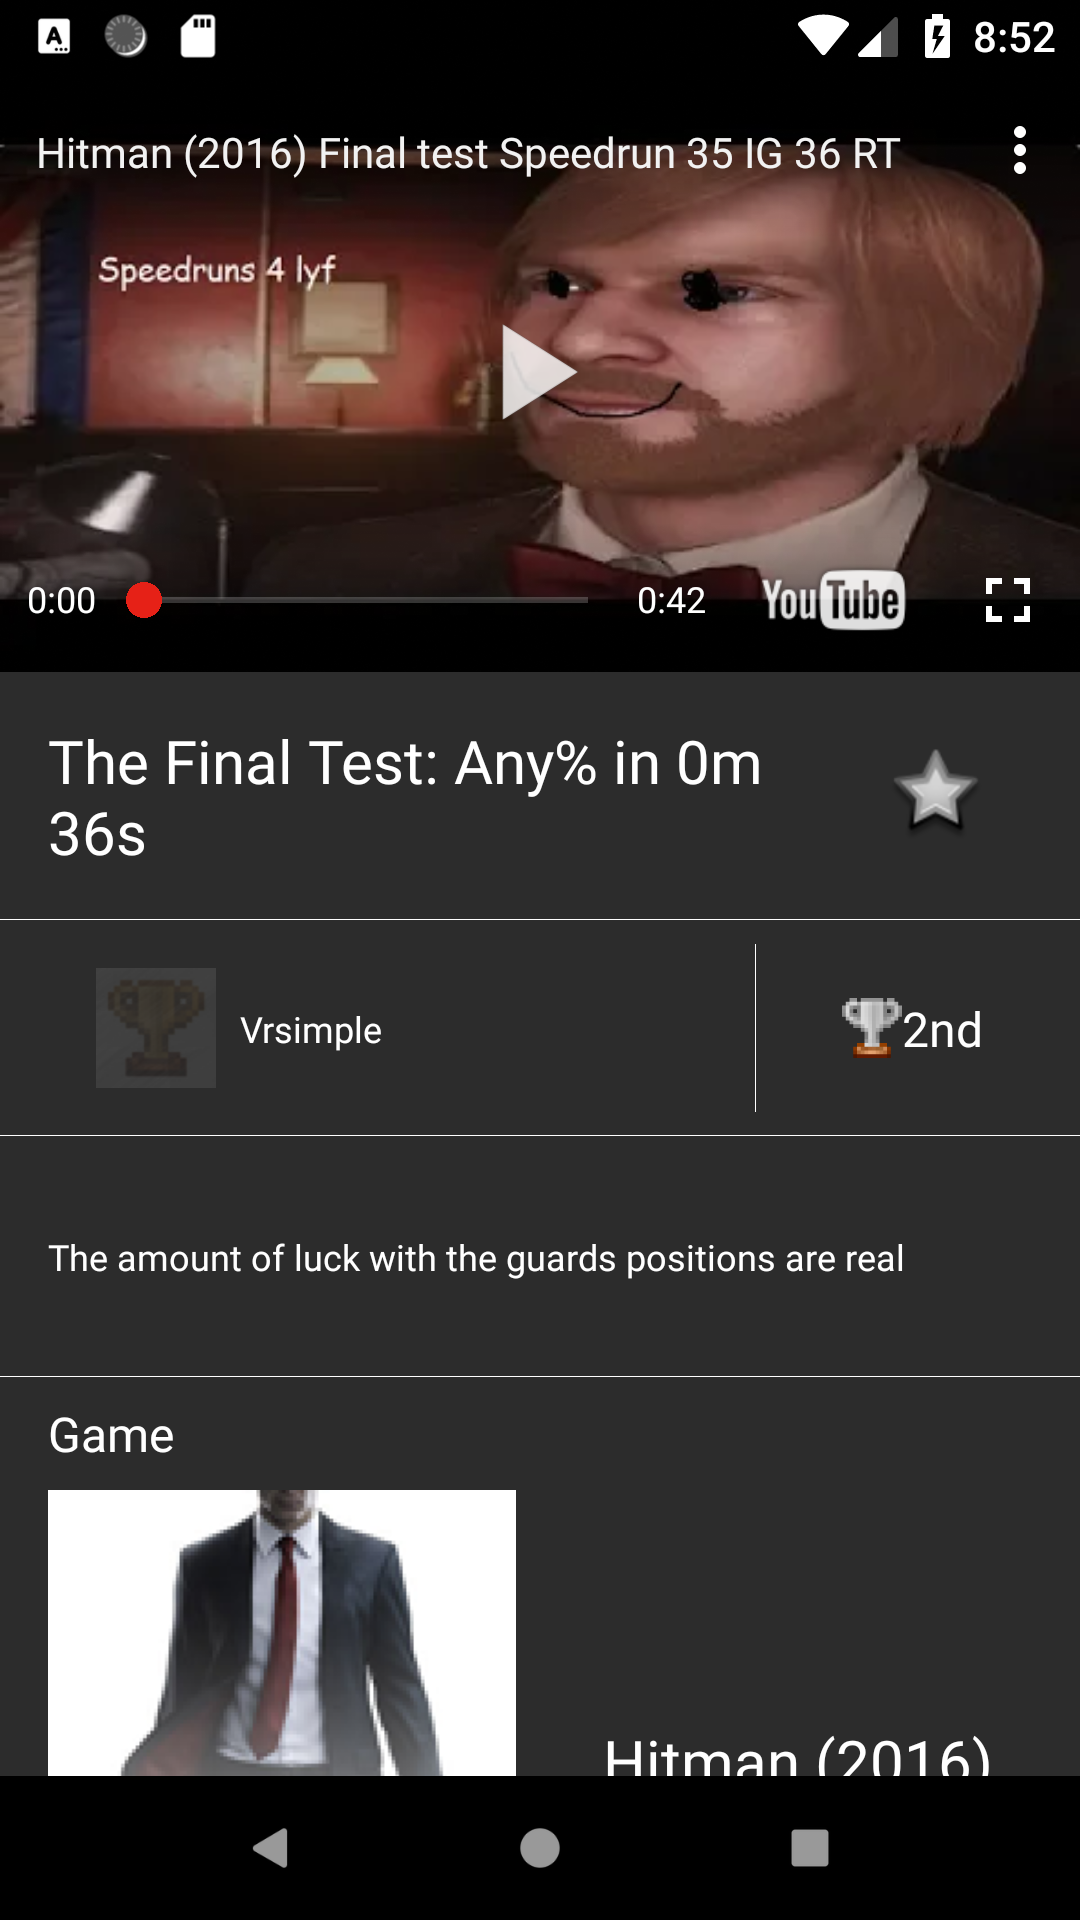 8:52
Hitman (2016) Final test Speedrun 35 IG 36 RT
Speedruns 4 lyf
0:00
0:42
YouTube
The Final Test: Any% in 0m
36s
Vrsimple
2nd
The amount of luck with the guards positions are real
Game
Hitman (2016)